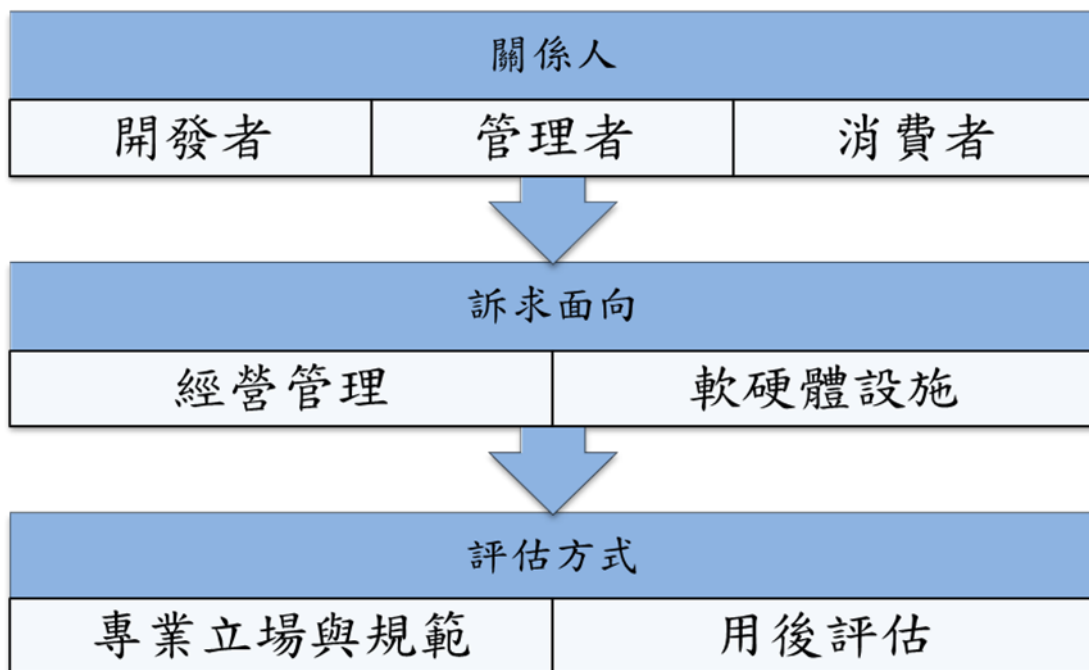 關係人
開發者 管理者 消費者
訴求面向
經營管理 軟硬體設施
評估方式
專業立場與規範 用後評估